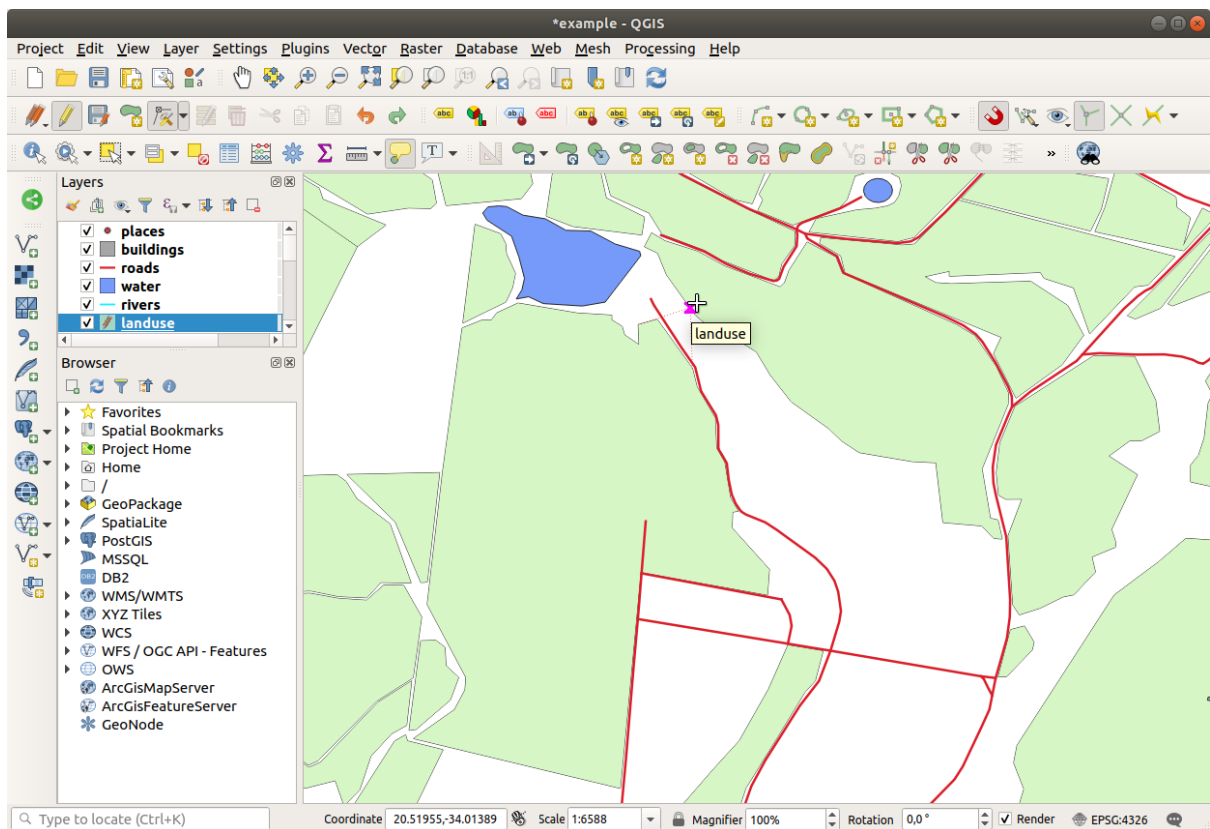 *example - QGIS
Project Edit View Layer Settings Plugins Vector Raster Database Web Mesh Processing Help
Layers
places
buildings
roads
water
rivers
landuse
Browser
Favorites
Spatial Bookmarks
Project Home
Home
/
GeoPackage
SpatiaLite
PostGIS
MSSQL
DB2
WMS/WMTS
XYZ Tiles
WCS
WFS / OGC API - Features
OWS
ArcGisMapServer
ArcGisFeatureServer
GeoNode
landuse
Type to locate (Ctrl+K) Coordinate 20.51955,-34.01389 Scale 1:6588 Magnifier 100% Rotation 0,0 ° Render EPSG:4326